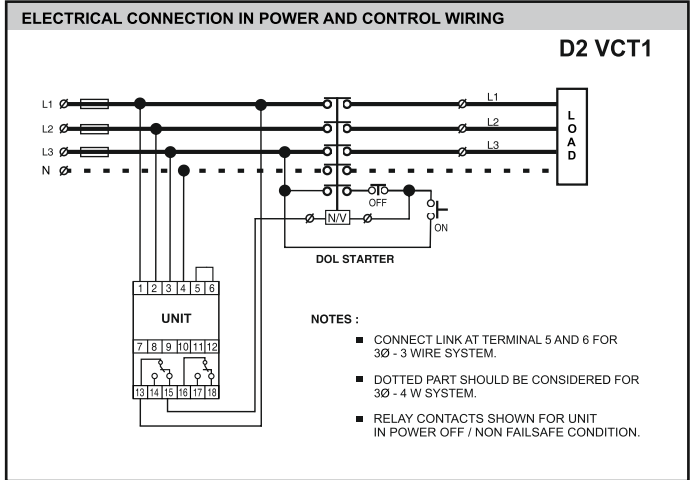 ELECTRICAL CONNECTION IN POWER AND CONTROL WIRING
D2 VCT1
L1 L1
L2 L2
L3 L3
N
LOAD
OFF
N/V
ON
DOL STARTER
1 2 3 4 5 6
UNIT
7 8 9 10 11 12
13 14 15 16 17 18
NOTES :
■ CONNECT LINK AT TERMINAL 5 AND 6 FOR
3Ø - 3 WIRE SYSTEM.
■ DOTTED PART SHOULD BE CONSIDERED FOR
3Ø - 4 W SYSTEM.
■ RELAY CONTACTS SHOWN FOR UNIT
IN POWER OFF / NON FAILSAFE CONDITION.